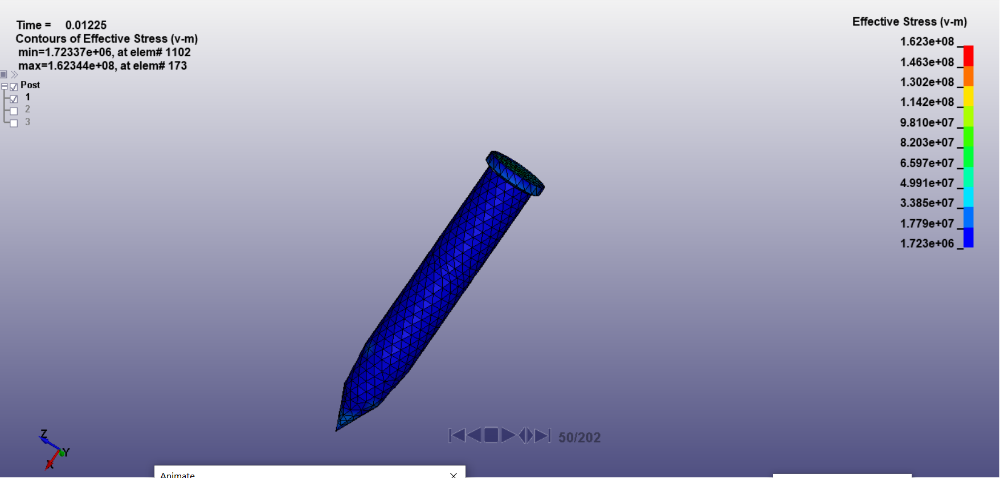 Time =    0.01225
Contours of Effective Stress (v-m)
min=1.72337e+06, at elem# 1102
max=1.62344e+08, at elem# 173
Post
1
2
3
Effective Stress (v-m)
1.623e+08
1.463e+08
1.302e+08
1.142e+08
9.810e+07
8.203e+07
6.597e+07
4.991e+07
3.385e+07
1.779e+07
1.723e+06
Z
Y
X
50/202
Animate